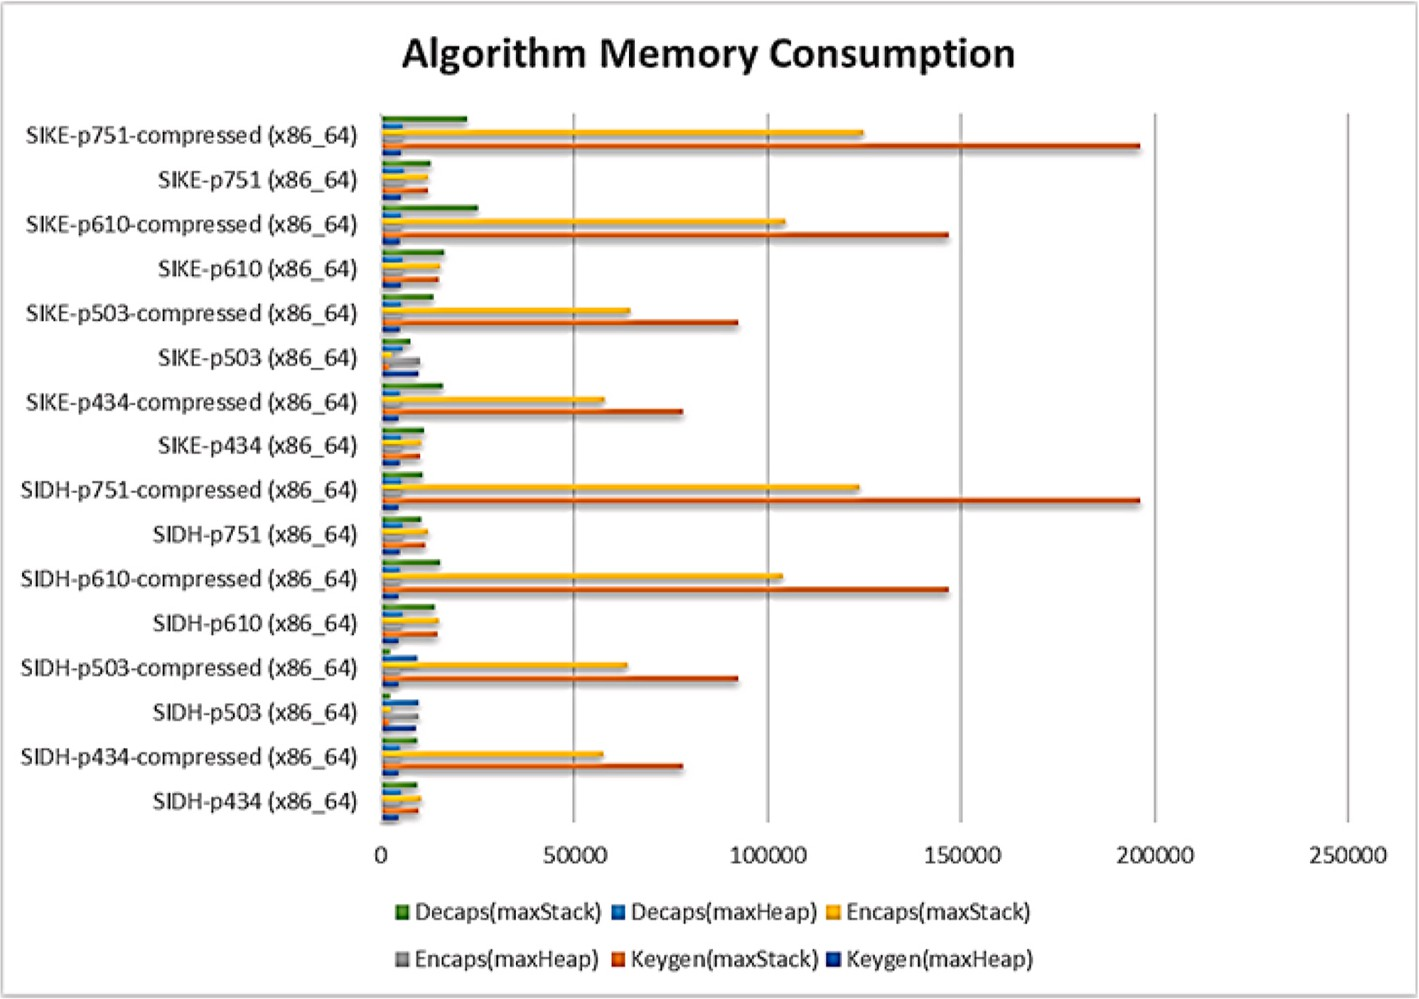 Algorithm Memory Consumption
SIKE-p751-compressed (x86_64)
SIKE-p751 (x86_64)
SIKE-p610-compressed (x86_64)
SIKE-p610 (x86_64)
SIKE-p503-compressed (x86_64)
SIKE-p503 (x86_64)
SIKE-p434-compressed (x86_64)
SIKE-p434 (x86_64)
SIDH-p751-compressed (x86_64)
SIDH-p751 (x86_64)
SIDH-p610-compressed (x86_64)
SIDH-p610 (x86_64)
SIDH-p503-compressed (x86_64)
SIDH-p503 (x86_64)
SIDH-p434-compressed (x86_64)
SIDH-p434 (x86_64)
0 50000 100000 150000 200000 250000
Decaps(maxStack) Decaps(maxHeap) Encaps(maxStack)
Encaps(maxHeap) Keygen(maxStack) Keygen(maxHeap)